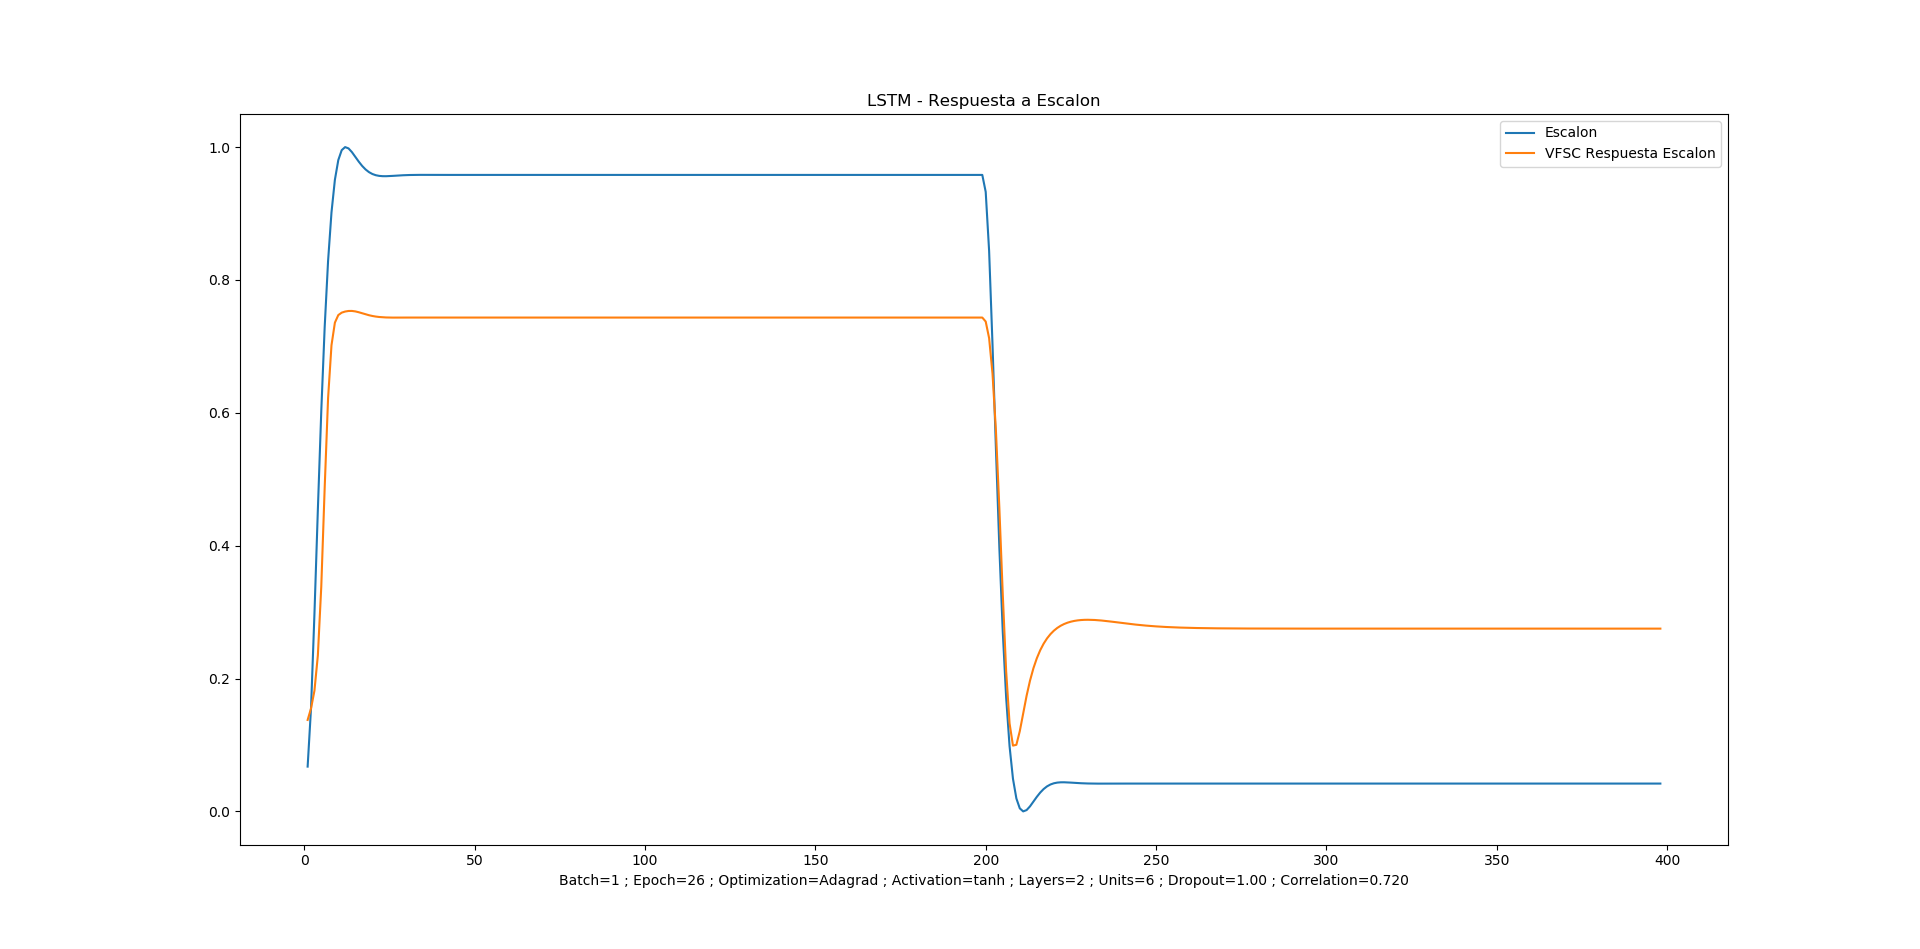 LSTM - Respuesta a Escalon
Escalon
VFSC Respuesta Escalon
1.0
0.8
0.6
0.4
0.2
0.0
0 50 100 150 200 250 300 350 400
Batch=1 ; Epoch=26 ; Optimization=Adagrad ; Activation=tanh ; Layers=2 ; Units=6 ; Dropout=1.00 ; Correlation=0.720